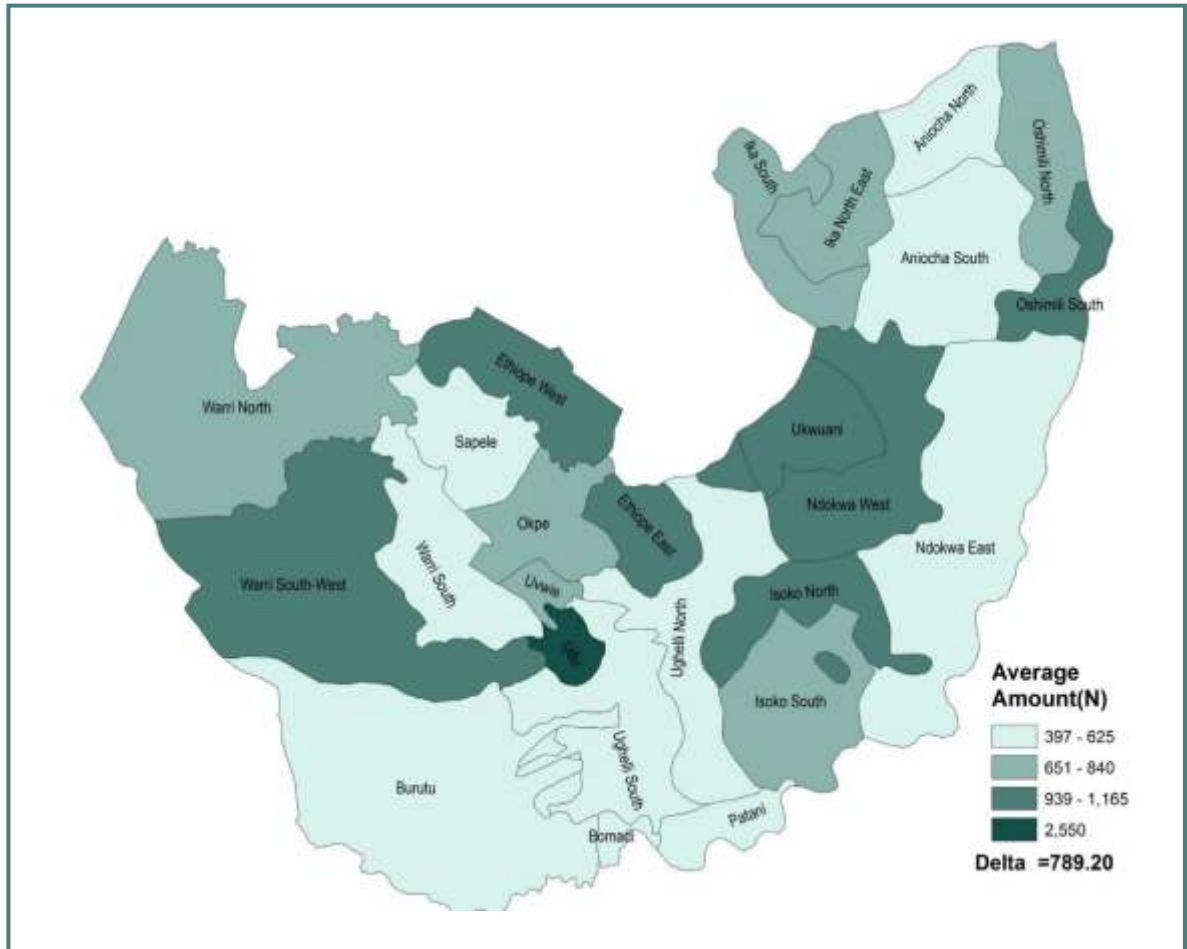 Aniocha North
Oshimili North
Ika South
Ika North East
Aniocha South
Oshimili South
Ethiope West
Warri North
Sapele
Ukwuani
Okpe
Ethiope East
Ndokwa West
Ndokwa East
Warri South-West
Warri South
Uvwie
Isoko North
Udu
Ughelli North
Isoko South
Ughelli South
Burutu
Patani
Bomadi
Average
Amount(N)
397 - 625
651 - 840
939 - 1,165
2,550
Delta =789.20